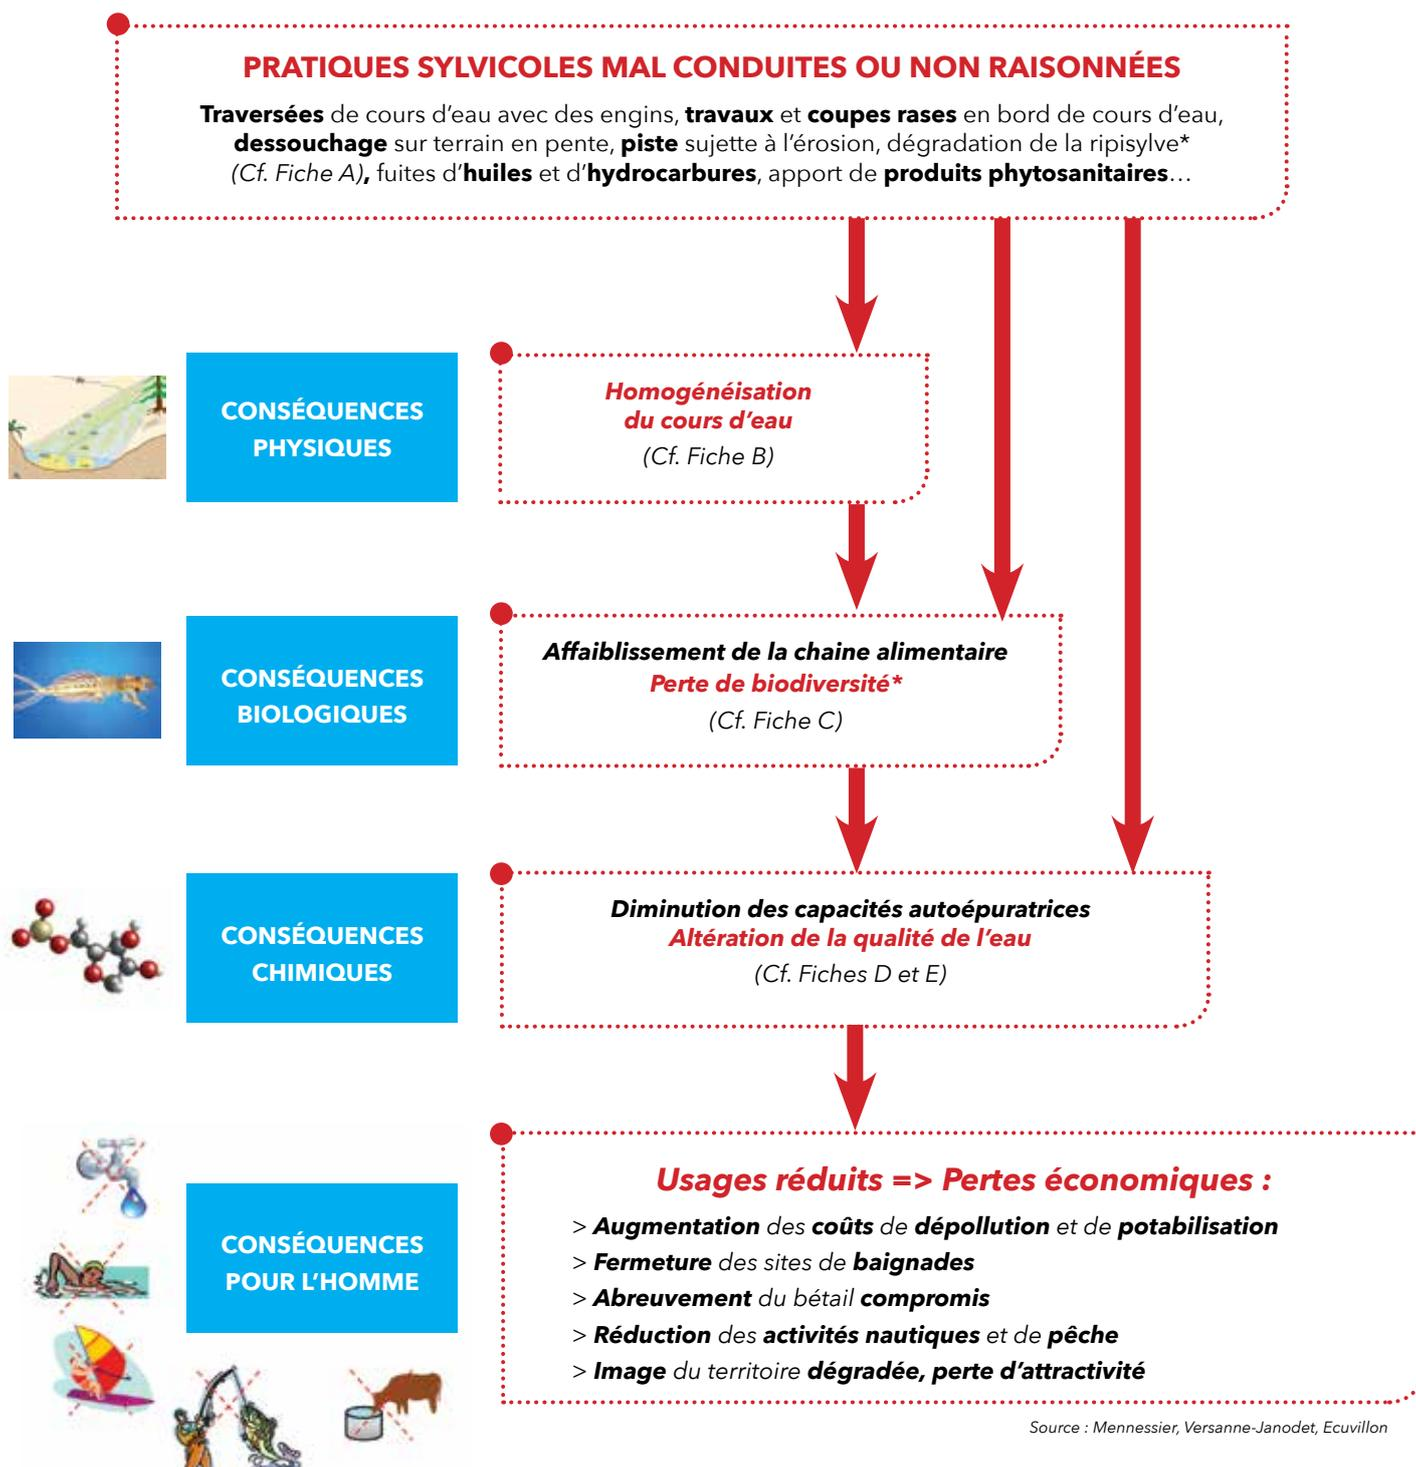 PRATIQUES SYLVICOLES MAL CONDUITES OU NON RAISONNÉES
Traversées de cours d’eau avec des engins, travaux et coupes rases en bord de cours d’eau,
dessouchage sur terrain en pente, piste sujette à l’érosion, dégradation de la ripisylve*
(Cf. Fiche A), fuites d’huiles et d’hydrocarbures, apport de produits phytosanitaires…
CONSÉQUENCES
PHYSIQUES
Homogénéisation
du cours d’eau
(Cf. Fiche B)
CONSÉQUENCES
BIOLOGIQUES
Affaiblissement de la chaine alimentaire
Perte de biodiversité*
(Cf. Fiche C)
CONSÉQUENCES
CHIMIQUES
Diminution des capacités autoépuratrices
Altération de la qualité de l’eau
(Cf. Fiches D et E)
CONSÉQUENCES
POUR L’HOMME
Usages réduits => Pertes économiques :
> Augmentation des coûts de dépollution et de potabilisation
> Fermeture des sites de baignades
> Abreuvement du bétail compromis
> Réduction des activités nautiques et de pêche
> Image du territoire dégradée, perte d’attractivité
Source : Mennessier, Versanne-Janodet, Ecuvillon